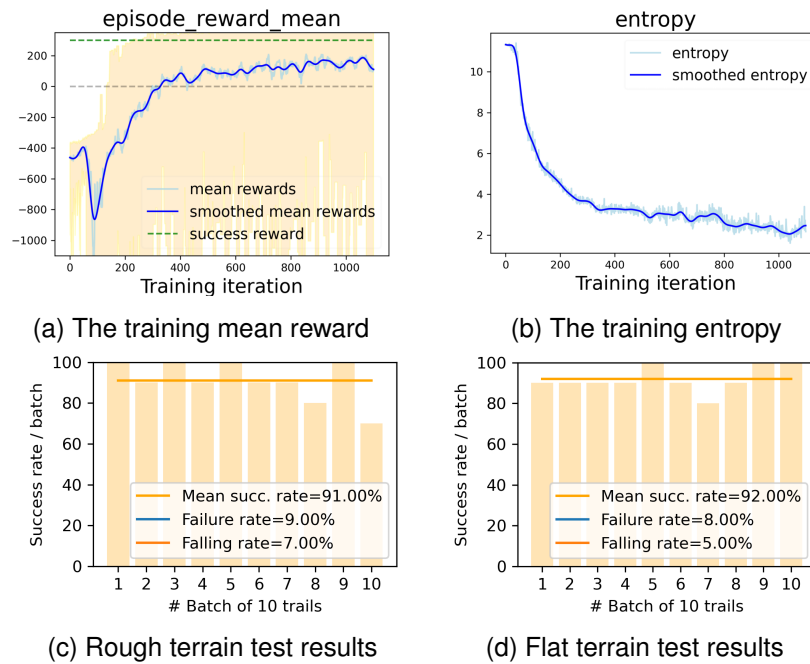 episode_reward_mean
200
0
−200
−400
−600
−800
−1000
mean rewards
smoothed mean rewards
success reward
0 200 400 600 800 1000
Training iteration
(a) The training mean reward
entropy
10
8
6
4
2
entropy
smoothed entropy
0 200 400 600 800 1000
Training iteration
(b) The training entropy
Success rate / batch
100
80
60
40
20
0
Mean succ. rate=91.00%
Failure rate=9.00%
Falling rate=7.00%
1 2 3 4 5 6 7 8 9 10
# Batch of 10 trails
(c) Rough terrain test results
Success rate / batch
100
80
60
40
20
0
Mean succ. rate=92.00%
Failure rate=8.00%
Falling rate=5.00%
1 2 3 4 5 6 7 8 9 10
# Batch of 10 trails
(d) Flat terrain test results